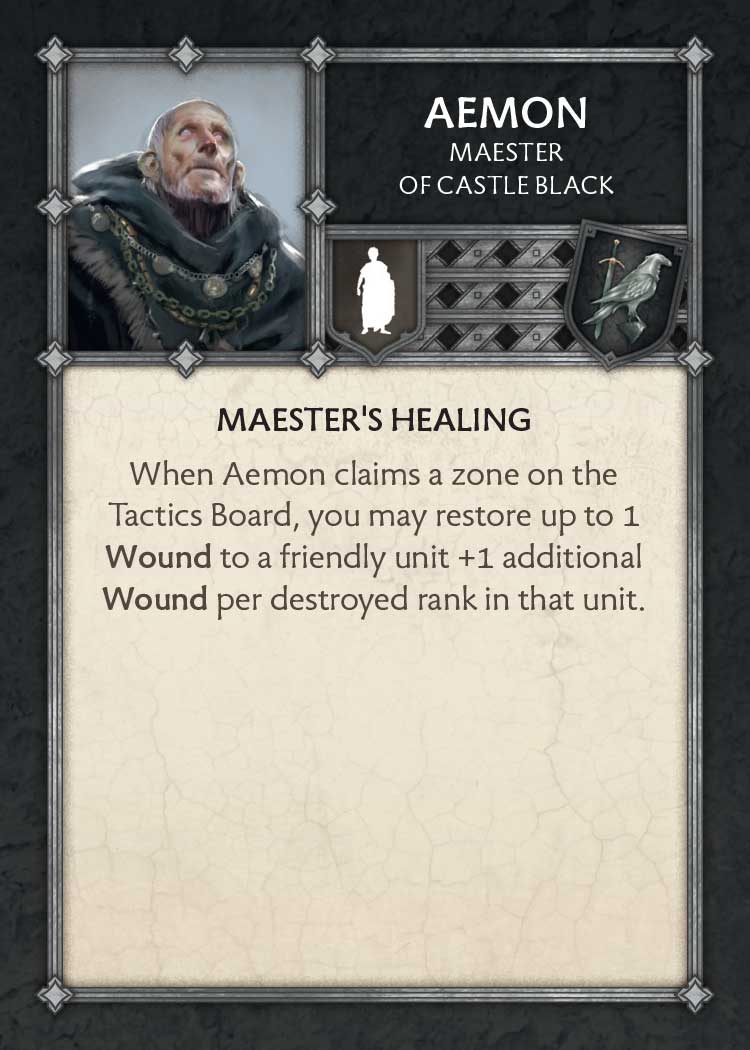 AEMON
MAESTER
OF CASTLE BLACK
MAESTER'S HEALING
When Aemon claims a zone on the
Tactics Board, you may restore up to 1
Wound to a friendly unit +1 additional
Wound per destroyed rank in that unit.